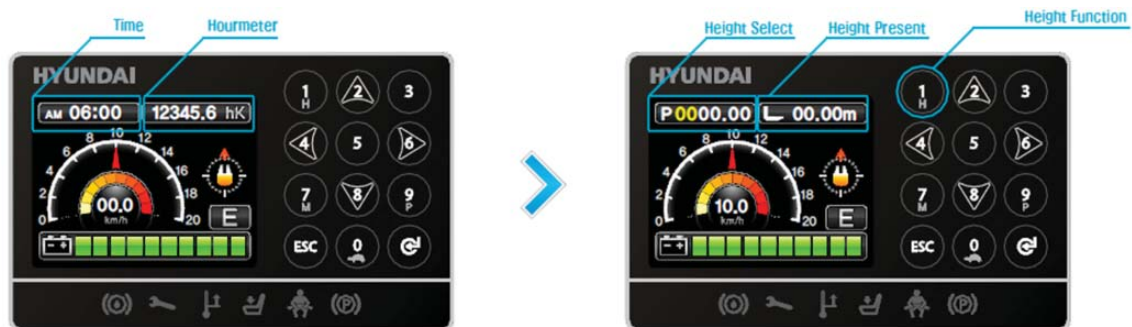 Time
Hourmeter
HYUNDAI
AM 06:00
12345.6 hK
0 2 4 6 8 10 12 14 16 18 20
00.0
km/h
E
1 H
2
3
4
5
6
7 M
8
9 P
ESC
0
(P)
Height Select
Height Present
Height Function
HYUNDAI
P0000.00
00.00m
0 2 4 6 8 10 12 14 16 18 20
10.0
km/h
E
1 H
2
3
4
5
6
7 M
8
9 P
ESC
0
(P)